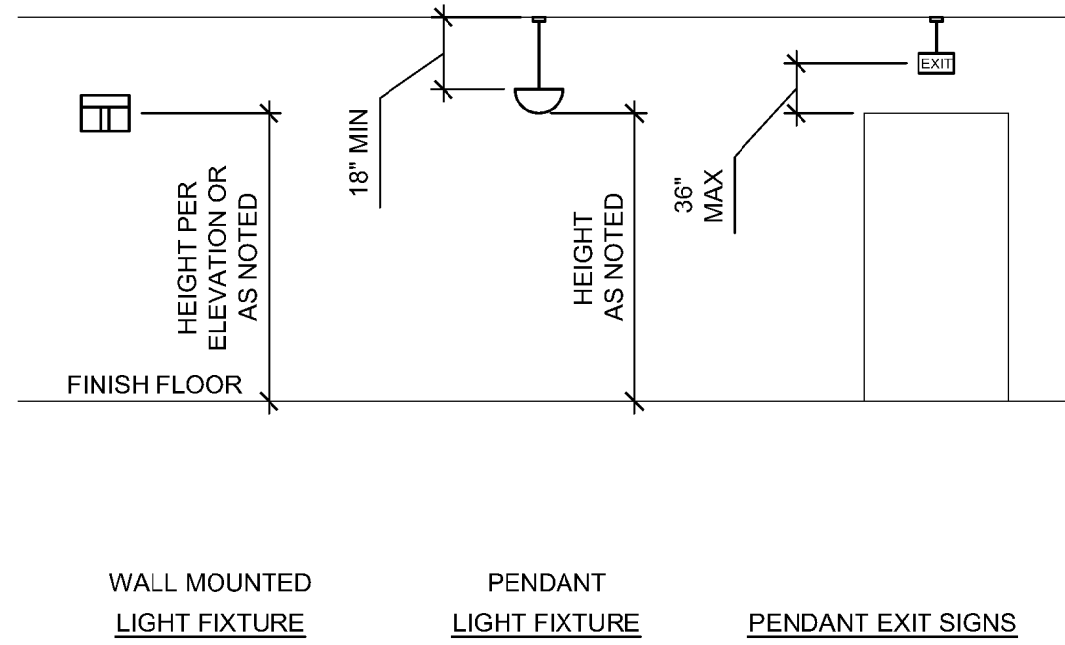 EXIT
18" MIN
36"
MAX
HEIGHT PER
ELEVATION OR
AS NOTED
HEIGHT
AS NOTED
FINISH FLOOR
WALL MOUNTED
LIGHT FIXTURE
PENDANT
LIGHT FIXTURE
PENDANT EXIT SIGNS